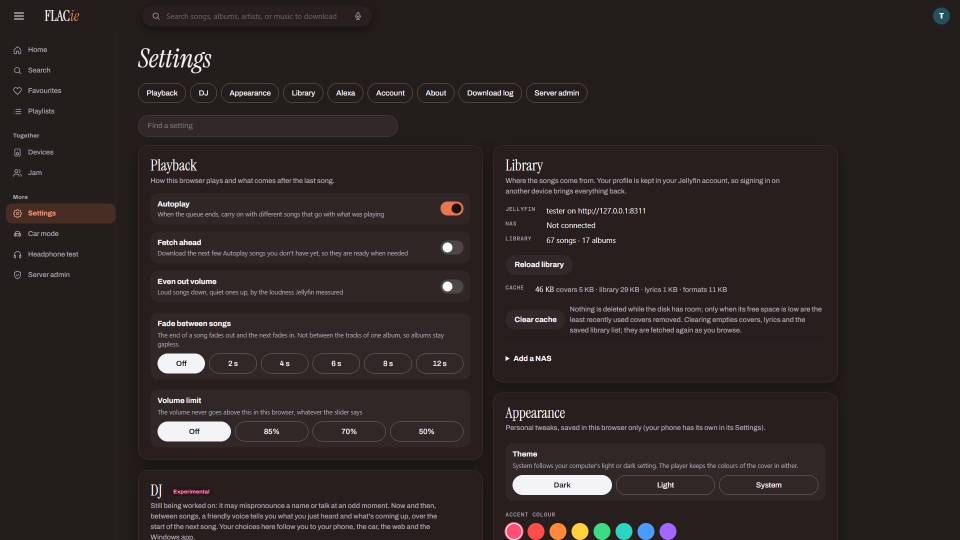 FLACie
Search songs, albums, artists, or music to download
T
Home
Search
Favourites
Playlists
Together
Devices
Jam
More
Settings
Car mode
Headphone test
Server admin
Settings
Playback
DJ
Appearance
Library
Alexa
Account
About
Download log
Server admin
Find a setting
Playback
How this browser plays and what comes after the last song.
Autoplay
When the queue ends, carry on with different songs that go with what was playing
Fetch ahead
Download the next few Autoplay songs you don't have yet, so they are ready when needed
Even out volume
Loud songs down, quiet ones up, by the loudness Jellyfin measured
Fade between songs
The end of a song fades out and the next fades in. Not between the tracks of one album, so albums stay
gapless.
Off
2 s
4 s
6 s
8 s
12 s
Volume limit
The volume never goes above this in this browser, whatever the slider says
Off
85%
70%
50%
DJ
Experimental
Still being worked on: it may mispronounce a name or talk at an odd moment. Now and then,
between songs, a friendly voice tells you what you just heard and what's coming up, over the
start of the next song. Your choices here follow you to your phone, the car, the web and the
Windows app.
Library
Where the songs come from. Your profile is kept in your Jellyfin account, so signing in on
another device brings everything back.
JELLYFIN
tester on http://127.0.0.1:8311
NAS
Not connected
LIBRARY
67 songs · 17 albums
Reload library
CACHE
46 KB covers 5 KB · library 29 KB · lyrics 1 KB · formats 11 KB
Clear cache
Nothing is deleted while the disk has room; only when its free space is low are the
least recently used covers removed. Clearing empties covers, lyrics and the
saved library list; they are fetched again as you browse.
Add a NAS
Appearance
Personal tweaks, saved in this browser only (your phone has its own in its Settings).
Theme
System follows your computer's light or dark setting. The player keeps the colours of the cover in either.
Dark
Light
System
ACCENT COLOUR